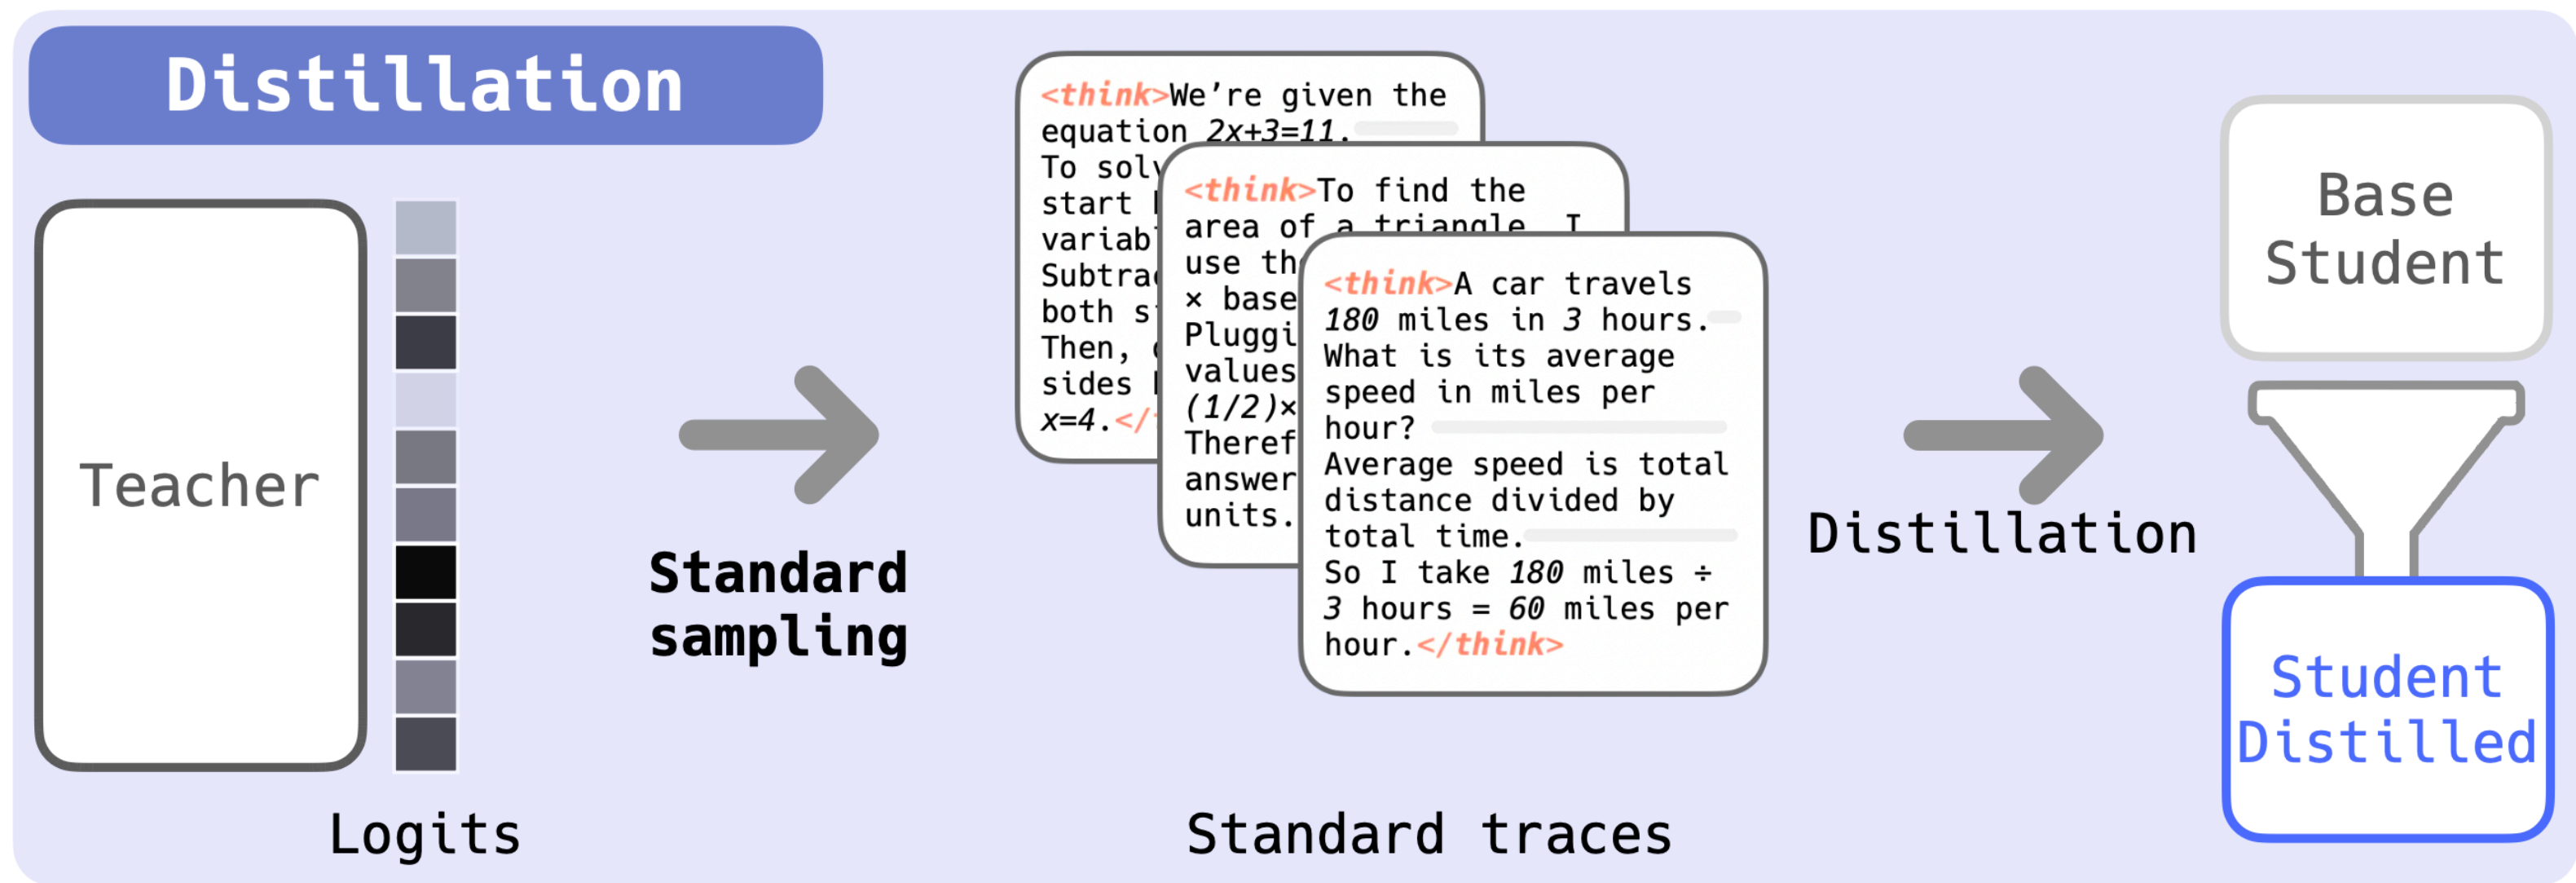 Distillation
Teacher
Logits
Standard
sampling
<think>We’re given the
equation 2x+3=11.
To solv
start
variab
Subtrac
both s
Then,
sides
x=4.</
<think>To find the
area of a triangle, I
use th
× base
Pluggi
values
(1/2)×
Theref
answer
units.
<think>A car travels
180 miles in 3 hours.
What is its average
speed in miles per
hour?
Average speed is total
distance divided by
total time.
So I take 180 miles ÷
3 hours = 60 miles per
hour.</think>
Standard traces
Distillation
Base
Student
Student
Distilled